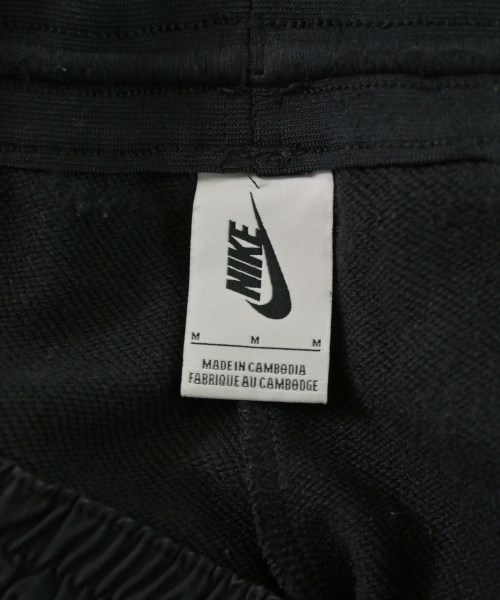 NIKE
M M M
MADE IN CAMBODIA
FABRIQUE AU CAMBODGE